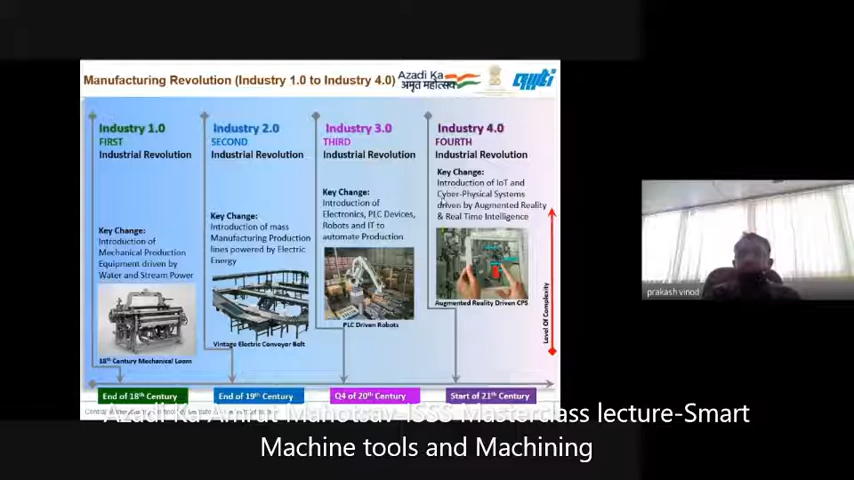 Manufacturing Revolution (Industry 1.0 to Industry 4.0)
Azadi Ka
अमृत महोत्सव
Industry 1.0
FIRST
Industrial Revolution
Key Change:
Introduction of
Mechanical Production
Equipment driven by
Water and Stream Power
18th Century Mechanical Loom
End of 18th Century
Industry 2.0
SECOND
Industrial Revolution
Key Change:
Introduction of mass
Manufacturing Production
lines powered by Electric
Energy
Vintage Electric Conveyor Belt
End of 19th Century
Industry 3.0
THIRD
Industrial Revolution
Key Change:
Introduction of
Electronics, PLC Devices,
Robots and IT to
automate Production
PLC Driven Robots
Q4 of 20th Century
Industry 4.0
FOURTH
Industrial Revolution
Key Change:
Introduction of IoT and
Cyber-Physical Systems
driven by Augmented Reality
& Real Time Intelligence
Augmented Reality Driven CPS
Start of 21th Century
Level Of Complexity
prakash vinod
Azadi Ka Amrut Mahotsav-ISSS Masterclass lecture-Smart
Machine tools and Machining